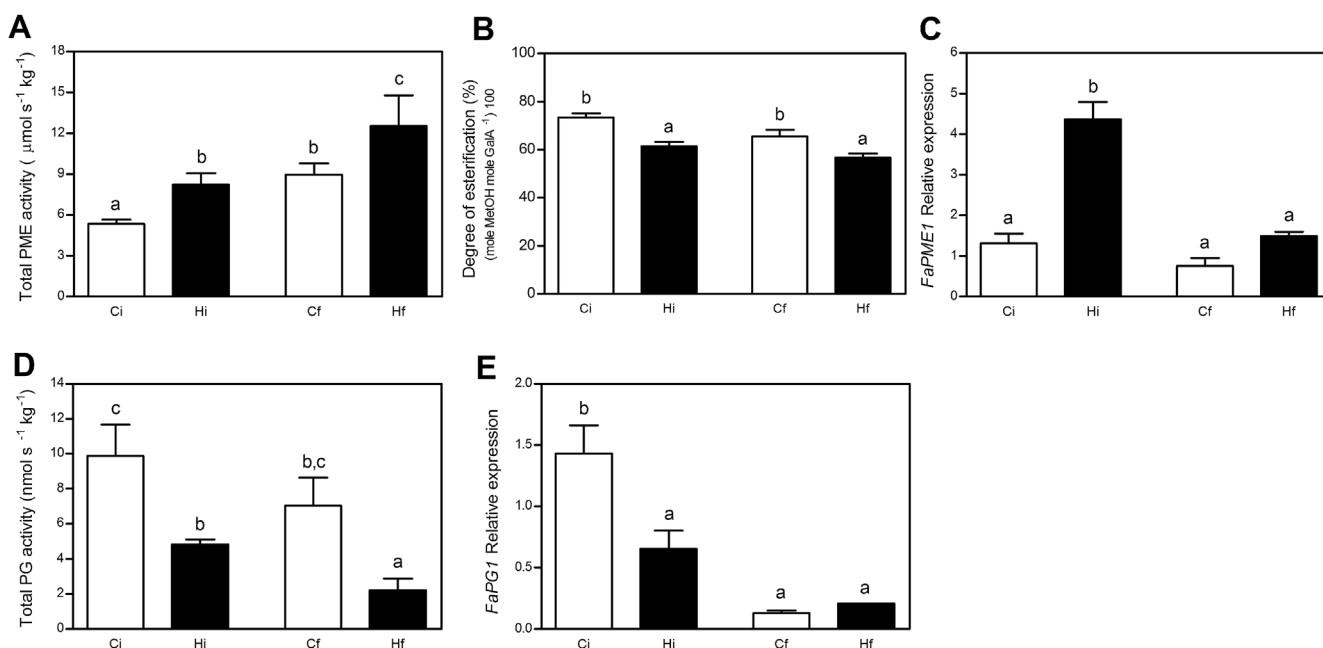 A
Total PME activity ( μmol s⁻¹ kg⁻¹)
18
15
12
9
6
3
0
a
b
b
c
Ci
Hi
Cf
Hf
B
Degree of esterification (%)
(mole MetOH mole GalA ⁻¹) 100
100
80
60
40
20
0
b
a
b
a
Ci
Hi
Cf
Hf
C
FaPME1 Relative expression
6
5
4
3
2
1
0
a
b
a
a
Ci
Hi
Cf
Hf
D
Total PG activity (nmol s ⁻¹ kg⁻¹)
14
12
10
8
6
4
2
0
c
b
b,c
a
Ci
Hi
Cf
Hf
E
FaPG1 Relative expression
2.0
1.5
1.0
0.5
0.0
b
a
a
a
Ci
Hi
Cf
Hf